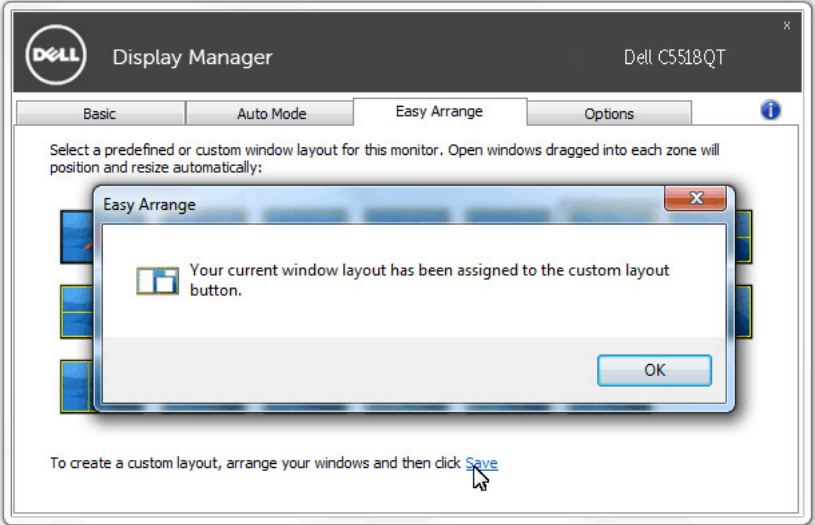 x
DELL
Display Manager
Dell C5518QT
Basic
Auto Mode
Easy Arrange
Options
i
Select a predefined or custom window layout for this monitor. Open windows dragged into each zone will
position and resize automatically:
Easy Arrange
x
Your current window layout has been assigned to the custom layout
button.
OK
To create a custom layout, arrange your windows and then click Save